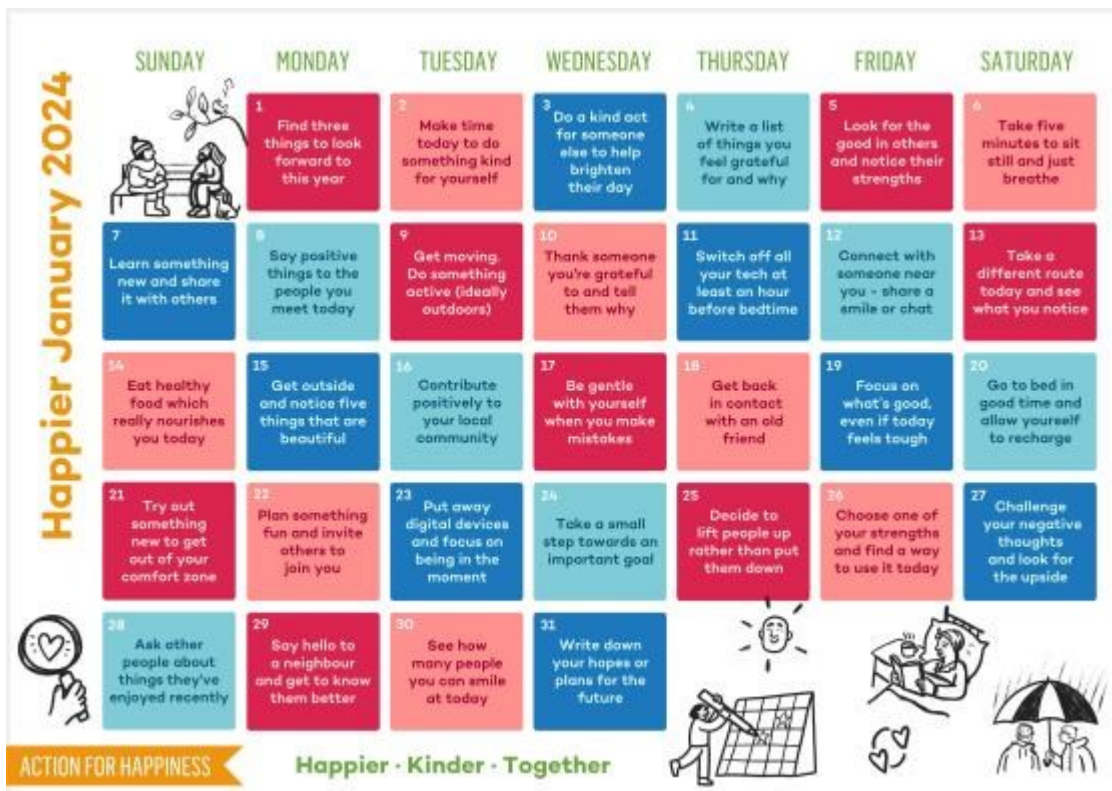 Happier January 2024
SUNDAY MONDAY TUESDAY WEDNESDAY THURSDAY FRIDAY SATURDAY
1
Find three
things to look
forward to
this year
2
Make time
today to do
something kind
for yourself
3
Do a kind act
for someone
else to help
brighten
their day
4
Write a list
of things you
feel grateful
for and why
5
Look for the
good in others
and notice their
strengths
6
Take five
minutes to sit
still and just
breathe
7
Learn something
new and share
it with others
8
Say positive
things to the
people you
meet today
9
Get moving.
Do something
active (ideally
outdoors)
10
Thank someone
you're grateful
to and tell
them why
11
Switch off all
your tech at
least an hour
before bedtime
12
Connect with
someone near
you - share a
smile or chat
13
Take a
different route
today and see
what you notice
14
Eat healthy
food which
really nourishes
you today
15
Get outside
and notice five
things that are
beautiful
16
Contribute
positively to
your local
community
17
Be gentle
with yourself
when you make
mistakes
18
Get back
in contact
with an old
friend
19
Focus on
what's good,
even if today
feels tough
20
Go to bed in
good time and
allow yourself
to recharge
21
Try out
something
new to get
out of your
comfort zone
22
Plan something
fun and invite
others to
join you
23
Put away
digital devices
and focus on
being in the
moment
24
Take a small
step towards an
important goal
25
Decide to
lift people up
rather than put
them down
26
Choose one of
your strengths
and find a way
to use it today
27
Challenge
your negative
thoughts
and look for
the upside
28
Ask other
people about
things they've
enjoyed recently
29
Say hello to
a neighbour
and get to know
them better
30
See how
many people
you can smile
at today
31
Write down
your hopes or
plans for the
future
ACTION FOR HAPPINESS
Happier · Kinder · Together